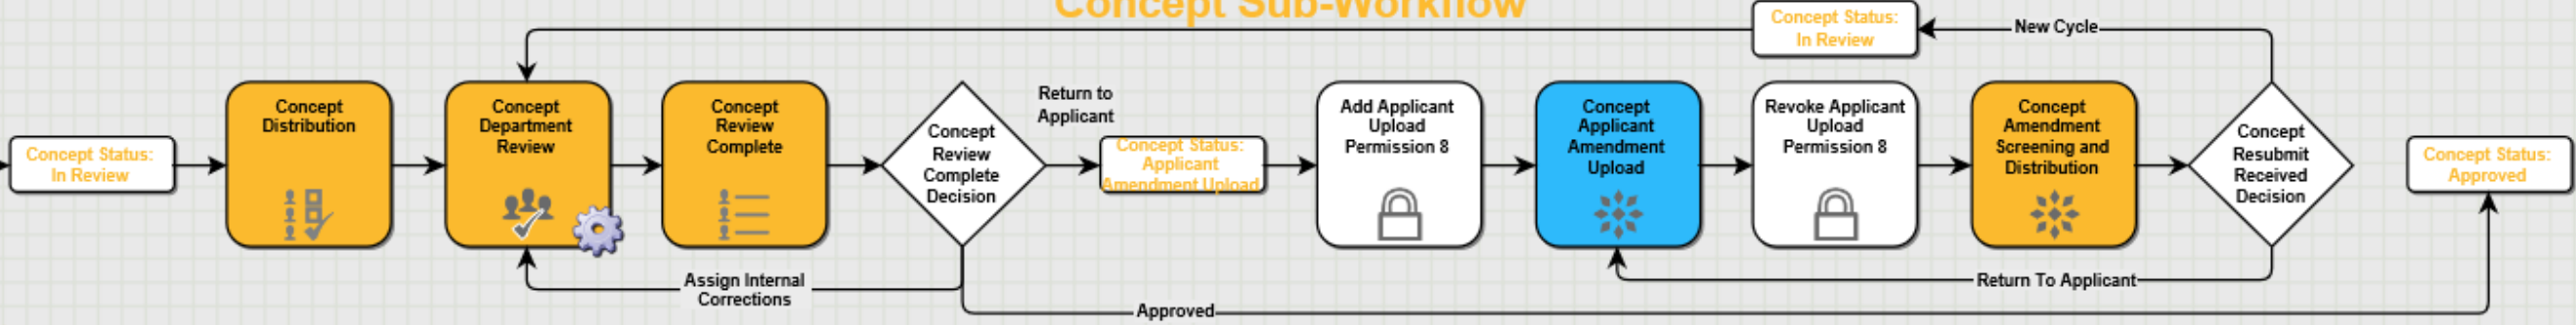 Concept Sub-Workflow
Concept Status:
In Review
New Cycle
Concept Status:
In Review
Concept
Distribution
Concept
Department
Review
Concept
Review
Complete
Concept
Review
Complete
Decision
Return to
Applicant
Concept Status:
Applicant
Amendment Upload
Add Applicant
Upload
Permission 8
Concept
Applicant
Amendment
Upload
Revoke Applicant
Upload
Permission 8
Concept
Amendment
Screening and
Distribution
Concept
Resubmit
Received
Decision
Concept Status:
Approved
Assign Internal
Corrections
Return To Applicant
Approved